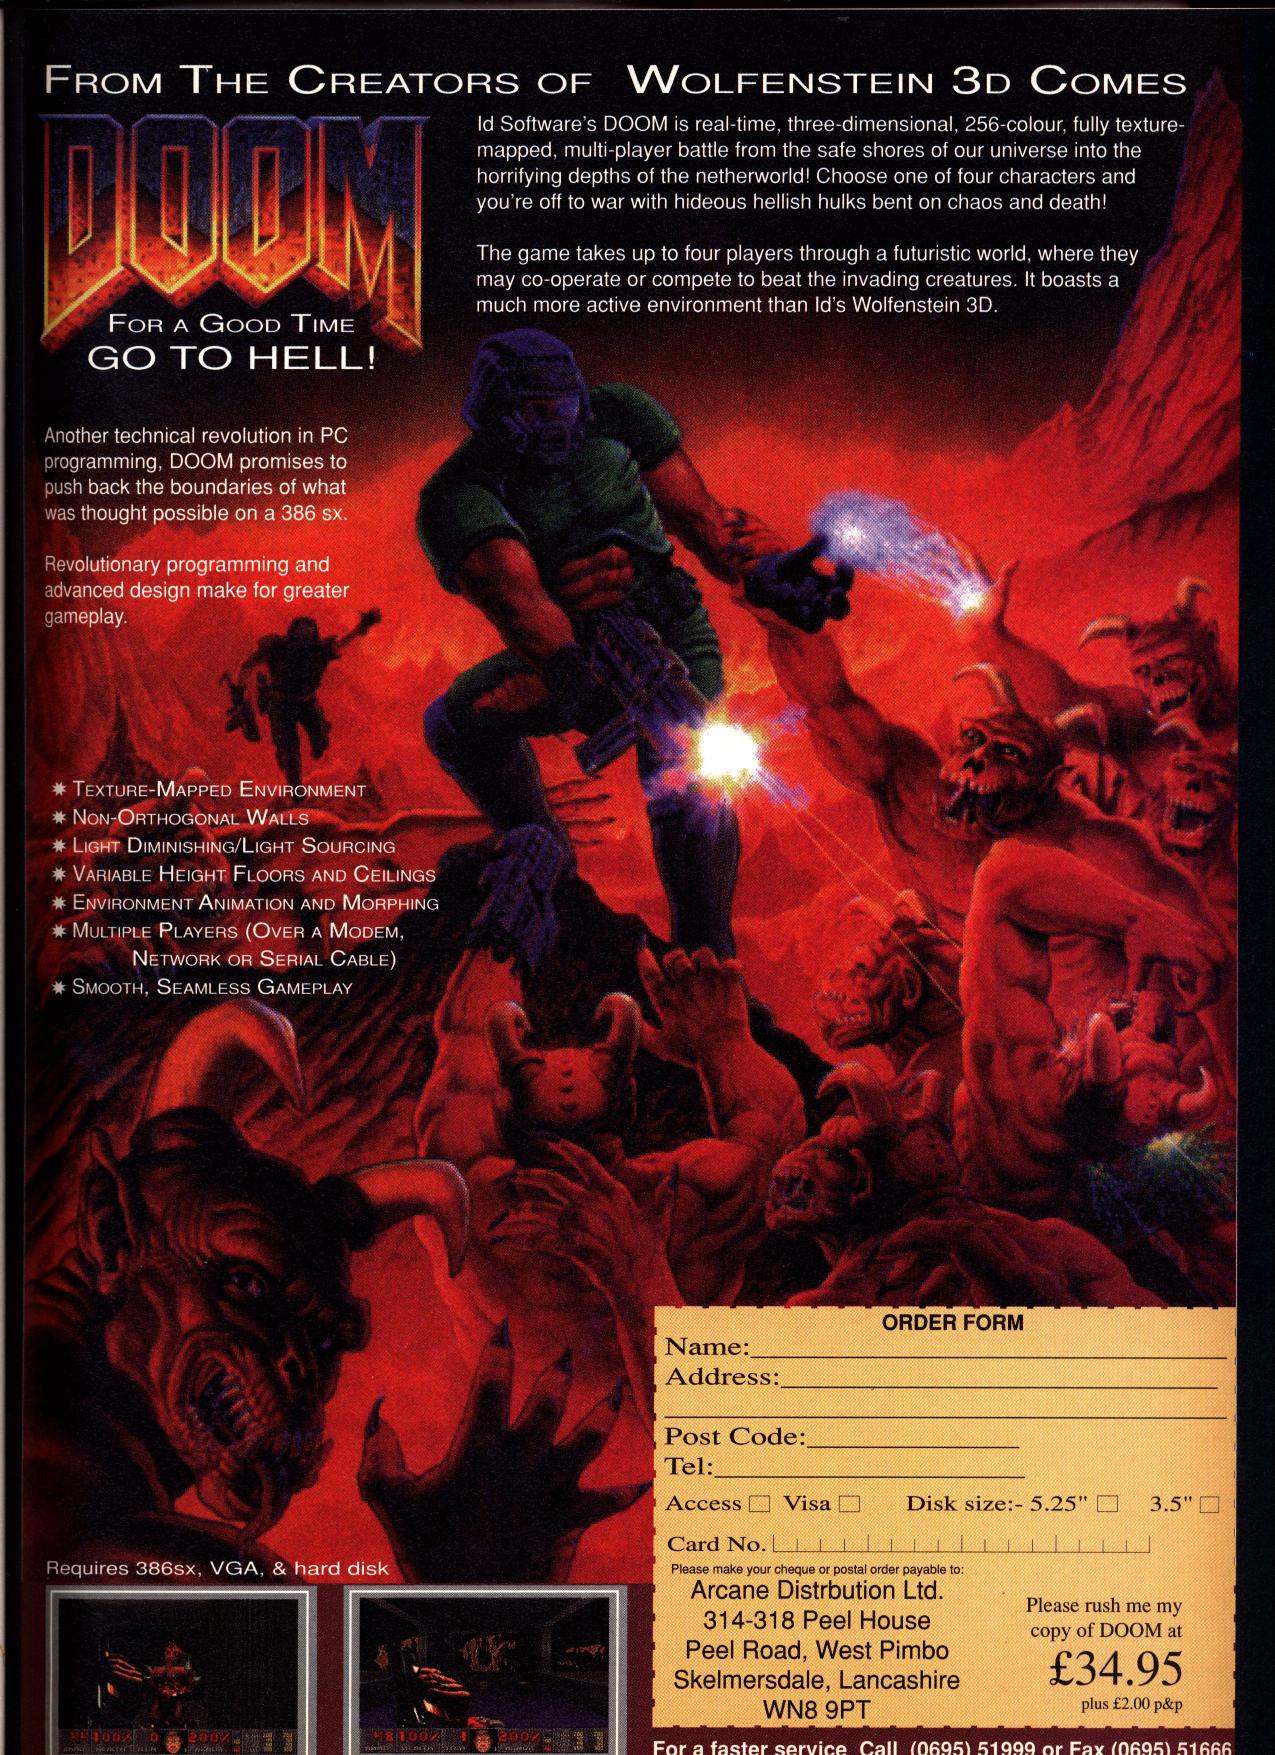 FROM THE CREATORS OF WOLFENSTEIN 3D COMES
DOOM
FOR A GOOD TIME
GO TO HELL!
Id Software's DOOM is real-time, three-dimensional, 256-colour, fully texture-
mapped, multi-player battle from the safe shores of our universe into the
horrifying depths of the netherworld! Choose one of four characters and
you're off to war with hideous hellish hulks bent on chaos and death!
The game takes up to four players through a futuristic world, where they
may co-operate or compete to beat the invading creatures. It boasts a
much more active environment than Id's Wolfenstein 3D.
Another technical revolution in PC
programming, DOOM promises to
push back the boundaries of what
was thought possible on a 386 sx.
Revolutionary programming and
advanced design make for greater
gameplay.
✷ TEXTURE-MAPPED ENVIRONMENT
✷ NON-ORTHOGONAL WALLS
✷ LIGHT DIMINISHING/LIGHT SOURCING
✷ VARIABLE HEIGHT FLOORS AND CEILINGS
✷ ENVIRONMENT ANIMATION AND MORPHING
✷ MULTIPLE PLAYERS (OVER A MODEM,
NETWORK OR SERIAL CABLE)
✷ SMOOTH, SEAMLESS GAMEPLAY
Requires 386sx, VGA, & hard disk
100% 200%
100% 200%
ORDER FORM
Name:
Address:
Post Code:
Tel:
Access Visa Disk size:- 5.25" 3.5"
Card No.
Please make your cheque or postal order payable to:
Arcane Distrbution Ltd.
314-318 Peel House
Peel Road, West Pimbo
Skelmersdale, Lancashire
WN8 9PT
Please rush me my
copy of DOOM at
£34.95
plus £2.00 p&p
For a faster service Call (0695) 51999 or Fax (0695) 51666